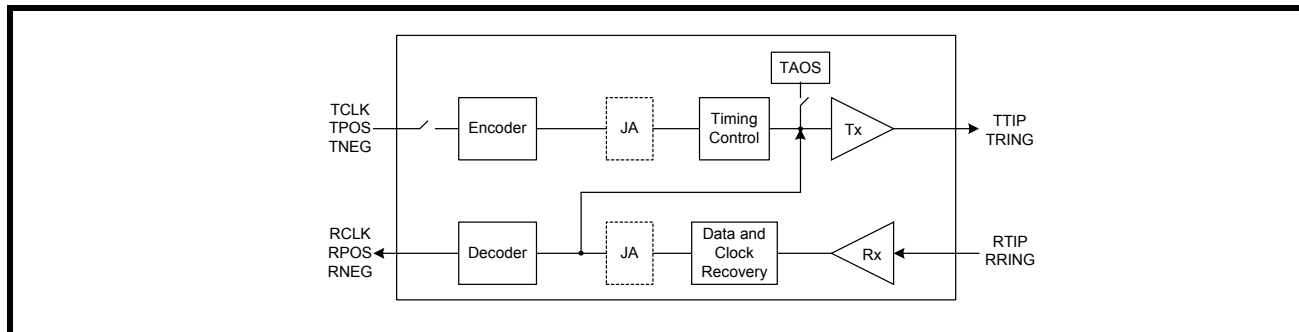 TAOS
TCLK
TPOS
TNEG
Encoder
JA
Timing
Control
Tx
TTIP
TRING
RCLK
RPOS
RNEG
Decoder
JA
Data and
Clock
Recovery
Rx
RTIP
RRING